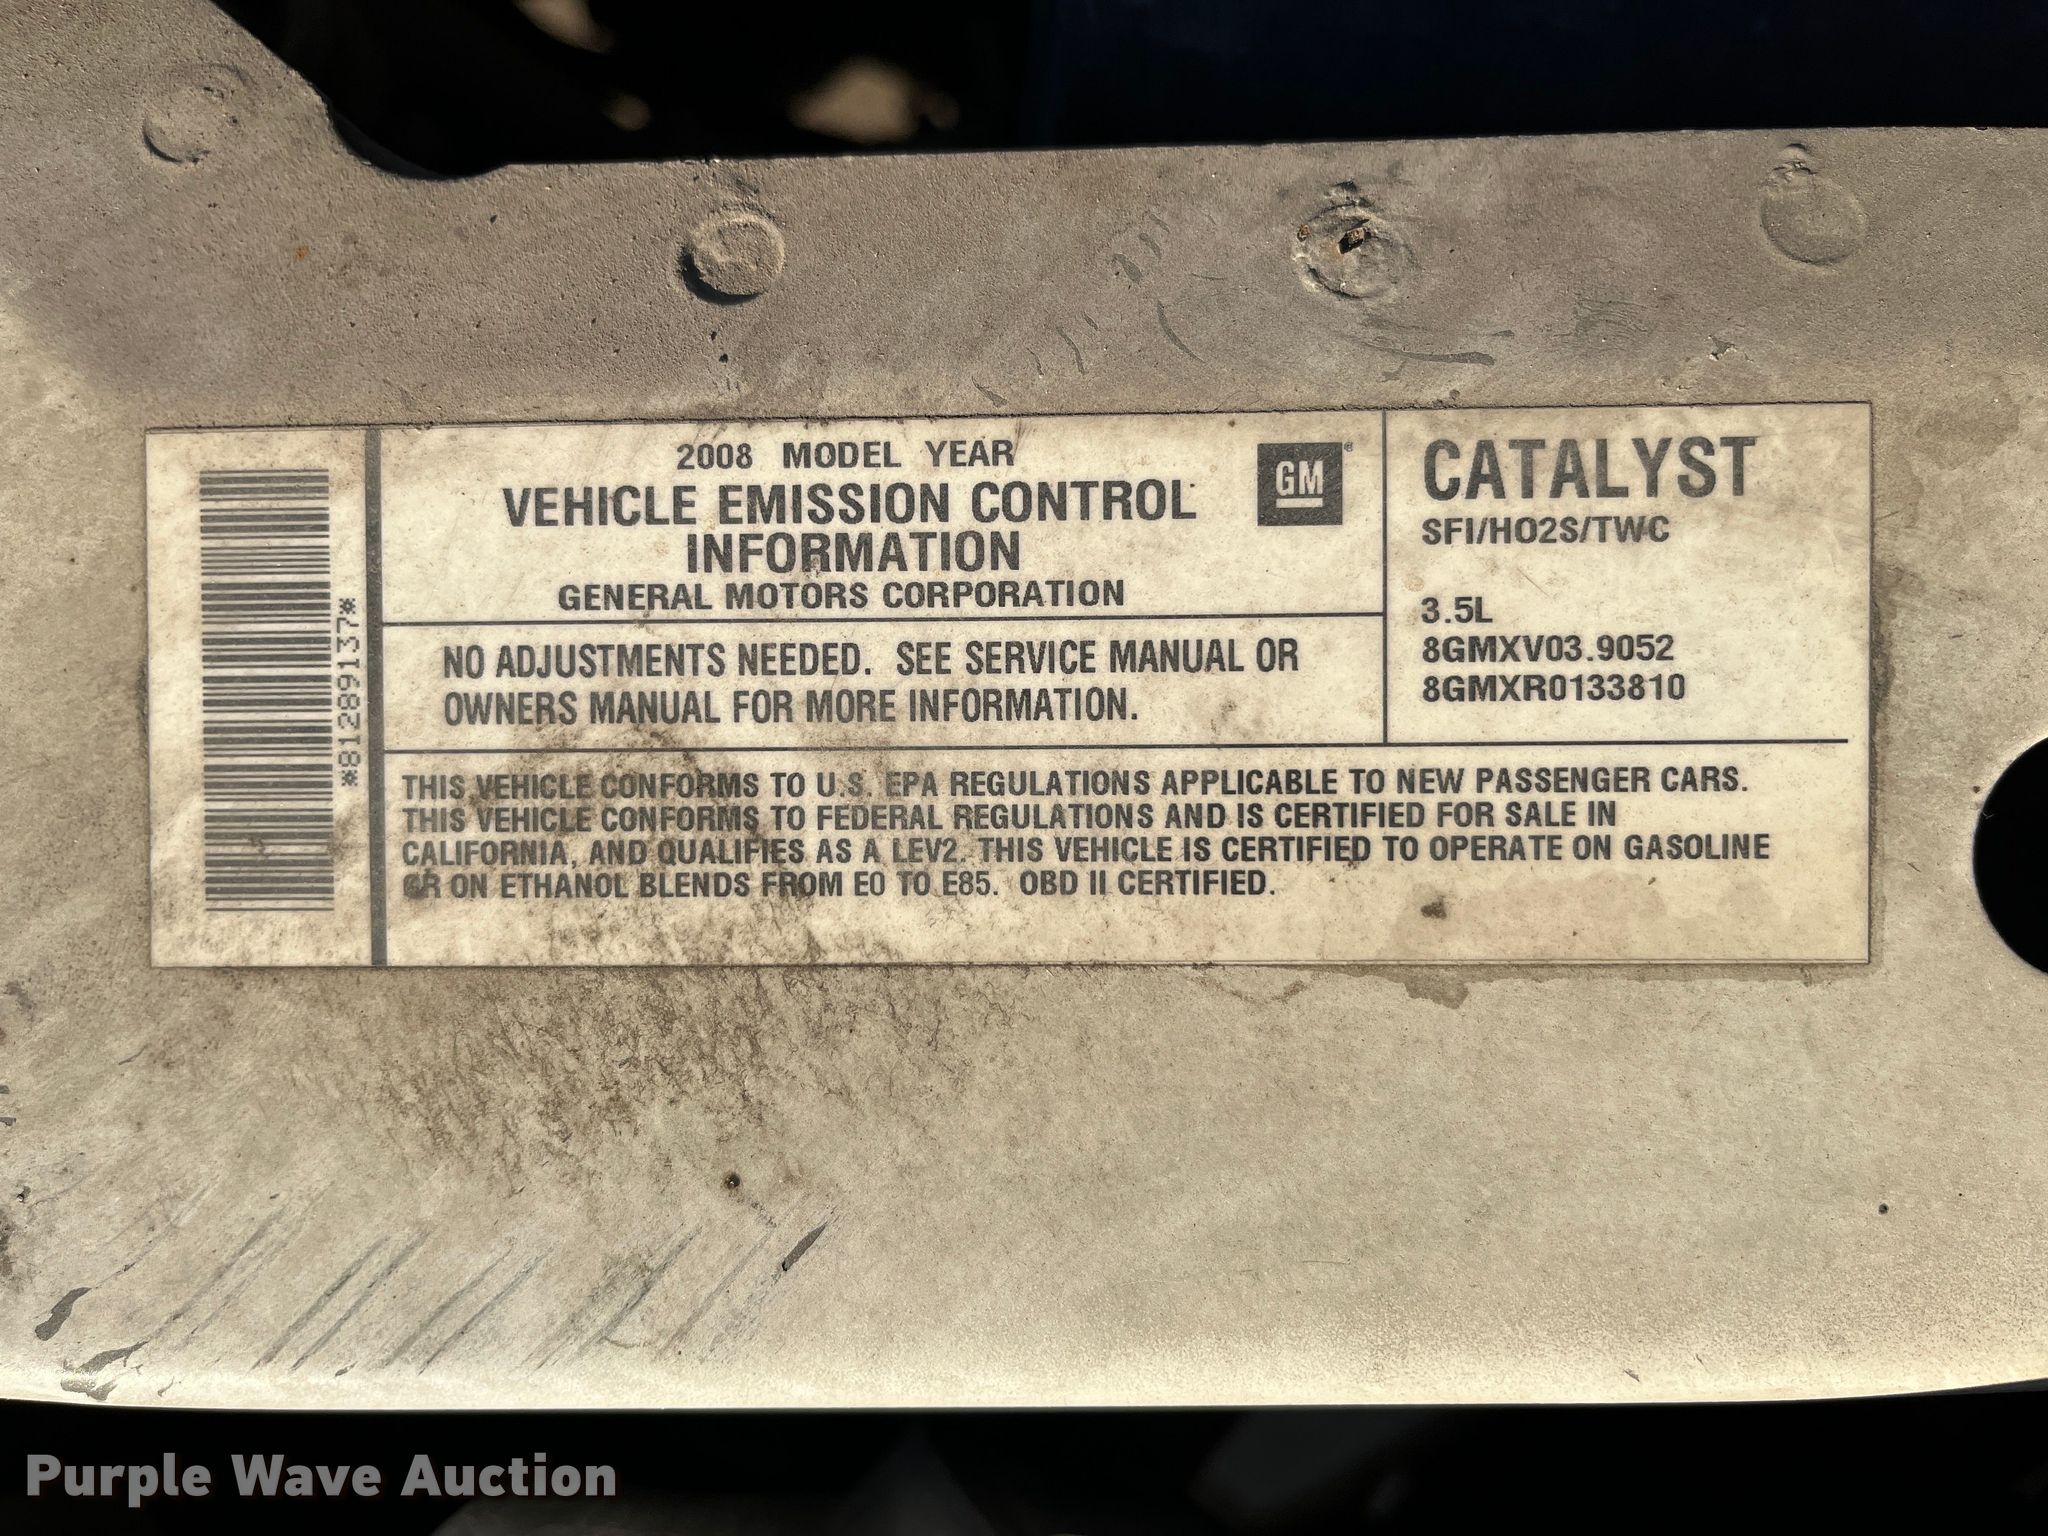 *81289137*
2008 MODEL YEAR
VEHICLE EMISSION CONTROL
INFORMATION
GENERAL MOTORS CORPORATION
GM®
CATALYST
SFI/HO2S/TWC
3.5L
8GMXV03.9052
8GMXR0133810
NO ADJUSTMENTS NEEDED. SEE SERVICE MANUAL OR
OWNERS MANUAL FOR MORE INFORMATION.
THIS VEHICLE CONFORMS TO U.S. EPA REGULATIONS APPLICABLE TO NEW PASSENGER CARS.
THIS VEHICLE CONFORMS TO FEDERAL REGULATIONS AND IS CERTIFIED FOR SALE IN
CALIFORNIA, AND QUALIFIES AS A LEV2. THIS VEHICLE IS CERTIFIED TO OPERATE ON GASOLINE
OR ON ETHANOL BLENDS FROM E0 TO E85. OBD II CERTIFIED.
Purple Wave Auction